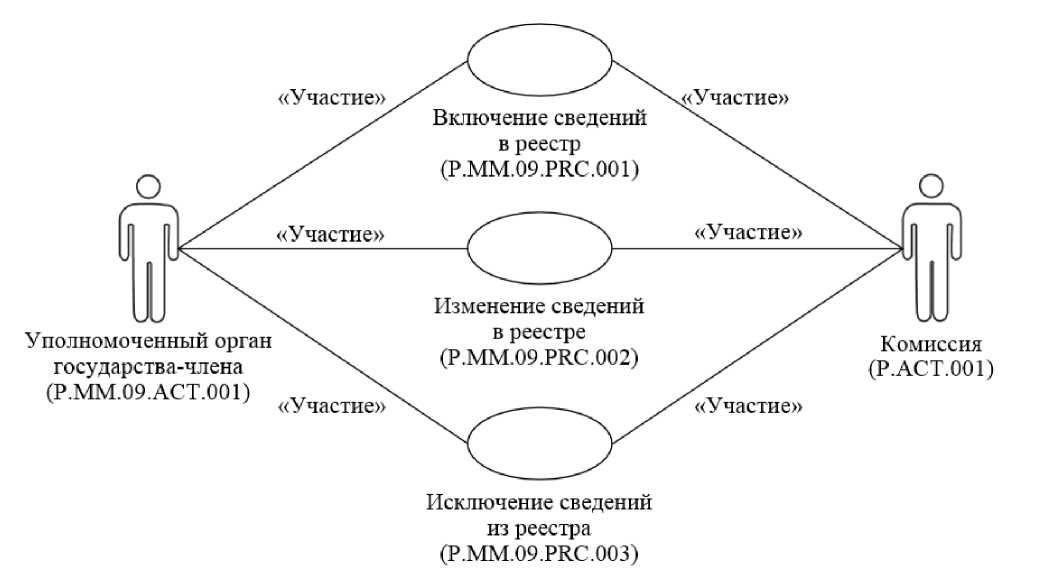 «Участие»
«Участие»
Включение сведений
в реестр
(P.MM.09.PRC.001)
«Участие»
«Участие»
Изменение сведений
в реестре
(P.MM.09.PRC.002)
Уполномоченный орган
государства-члена
(P.MM.09.ACT.001)
Комиссия
(P.ACT.001)
«Участие»
«Участие»
Исключение сведений
из реестра
(P.MM.09.PRC.003)